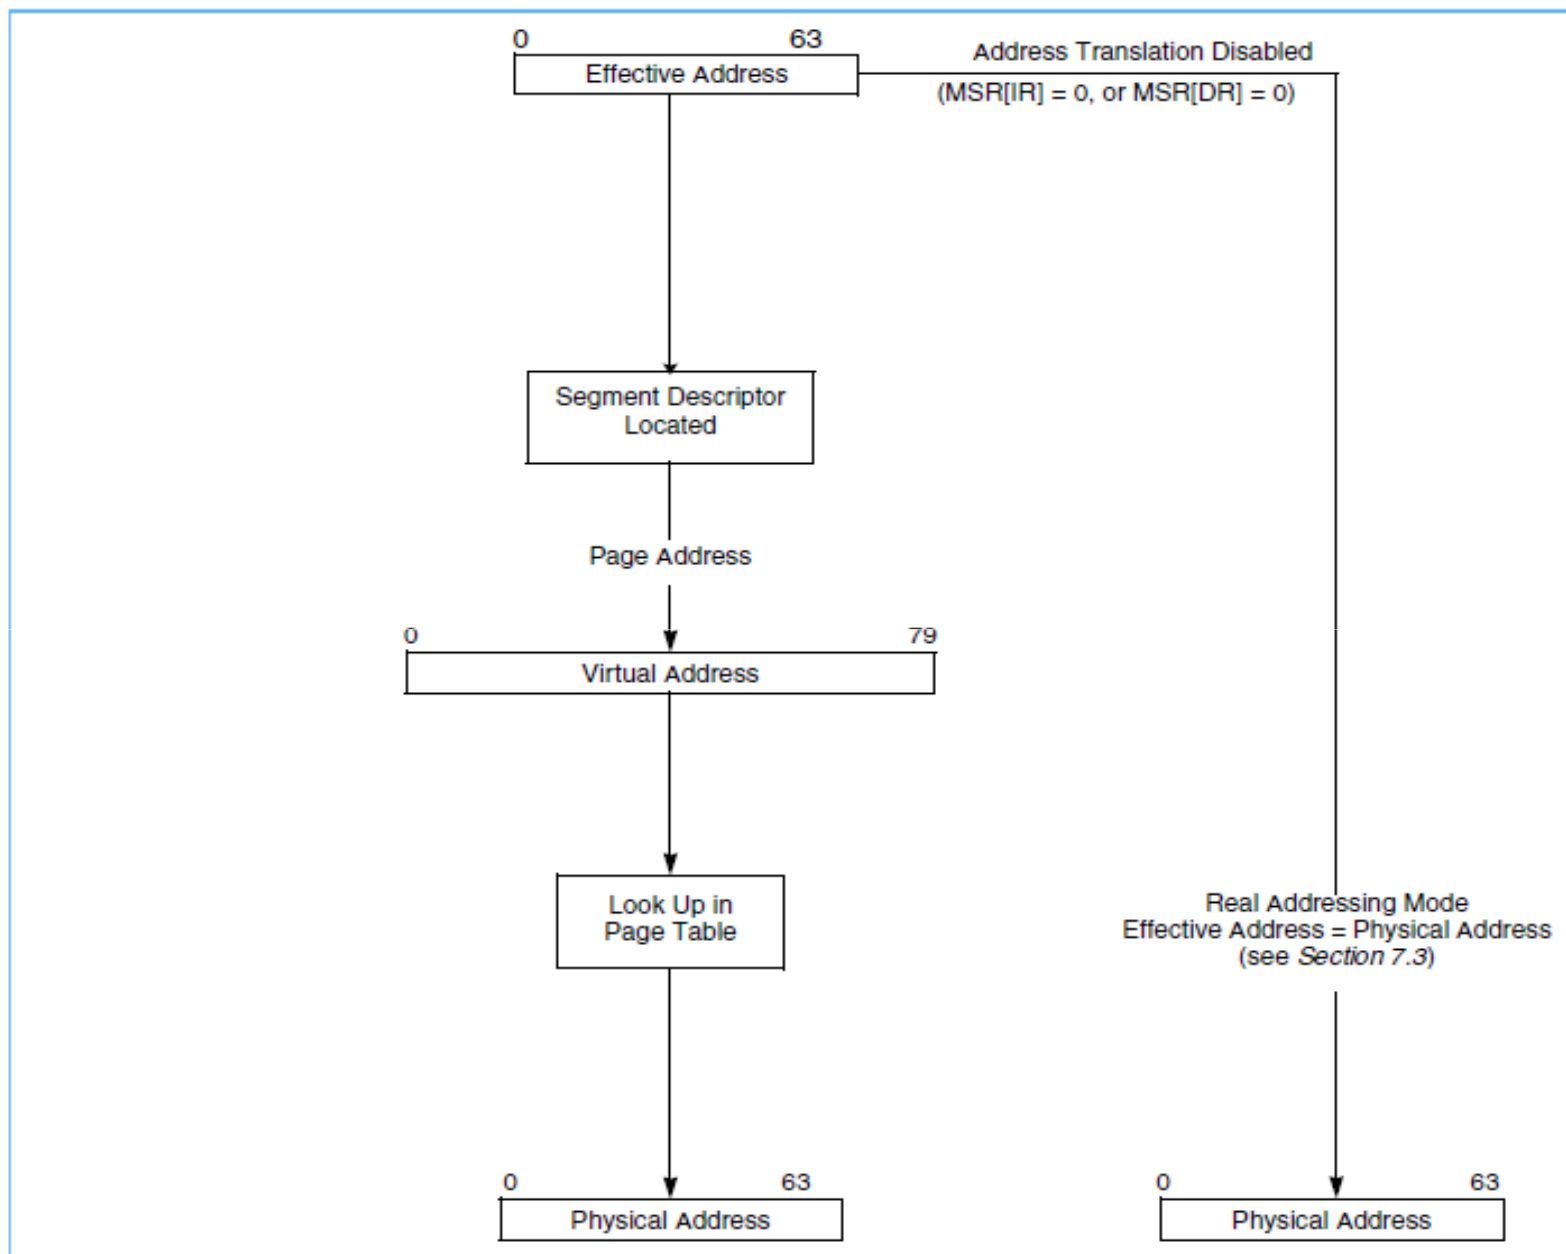 0 63
Effective Address
Address Translation Disabled
(MSR[IR] = 0, or MSR[DR] = 0)
Segment Descriptor
Located
Page Address
0 79
Virtual Address
Look Up in
Page Table
Real Addressing Mode
Effective Address = Physical Address
(see Section 7.3)
0 63
Physical Address
0 63
Physical Address